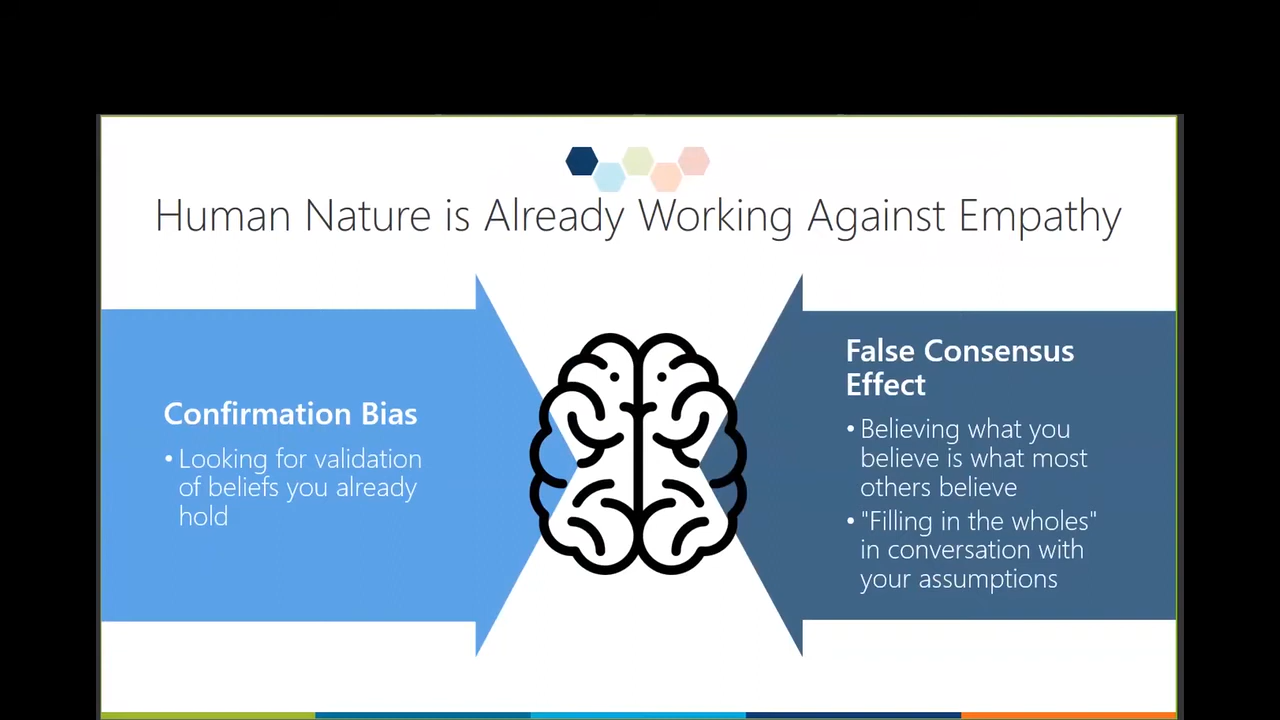 Human Nature is Already Working Against Empathy
Confirmation Bias
• Looking for validation
of beliefs you already
hold
False Consensus
Effect
• Believing what you
believe is what most
others believe
• "Filling in the wholes"
in conversation with
your assumptions